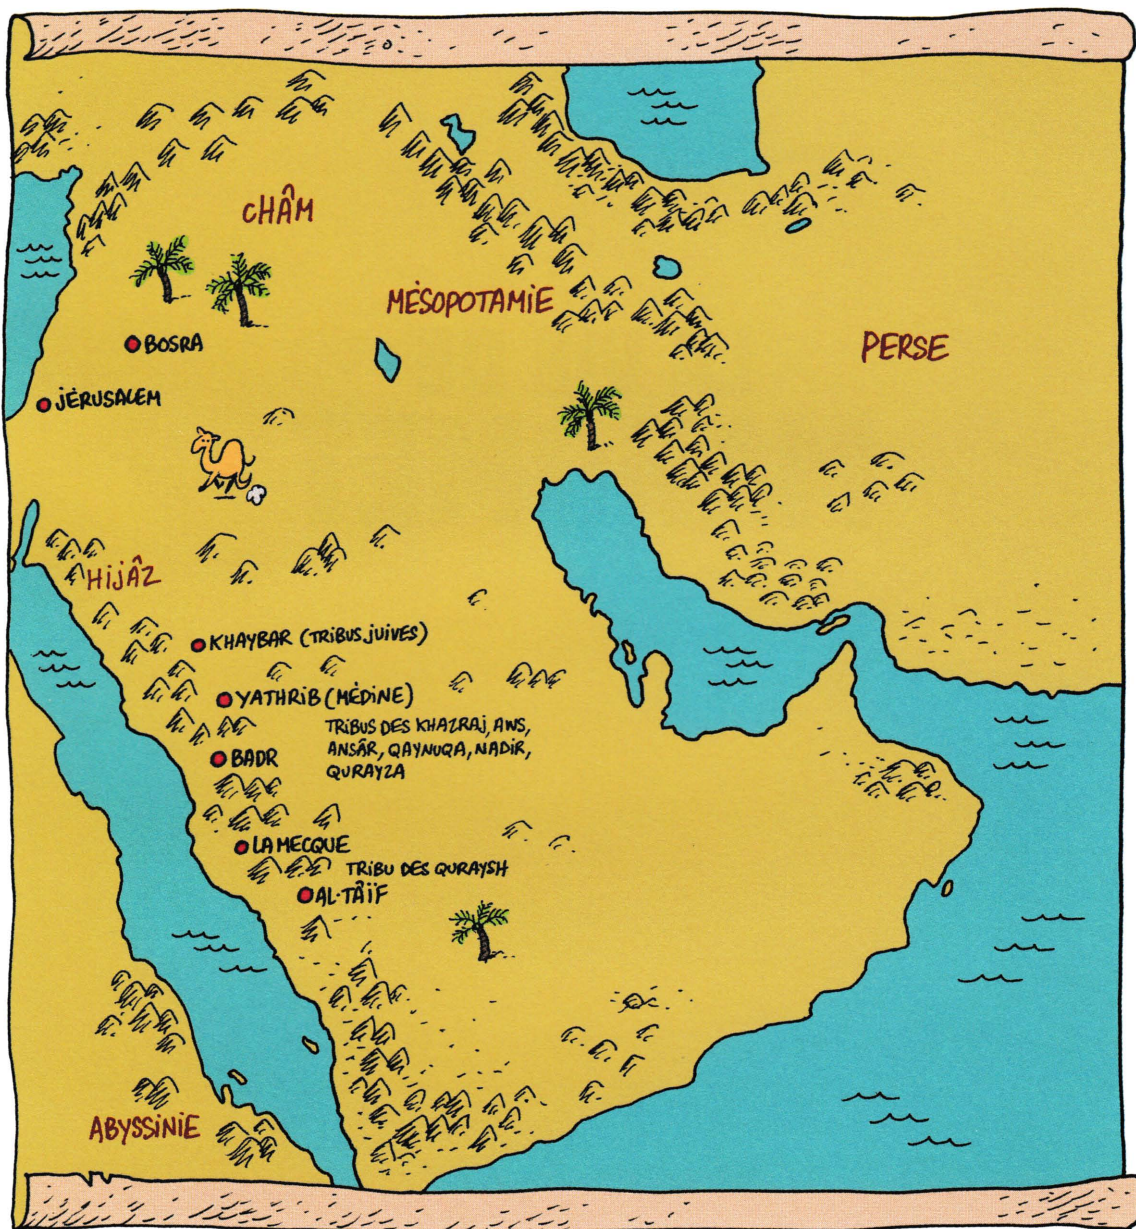 CHÂM
MÉSOPOTAMIE
BOSRA
PERSE
JÉRUSALEM
HIJÂZ
KHAYBAR (TRIBUS JUIVES)
YATHRIB (MÉDINE)
TRIBUS DES KHAZRAJ, AWS,
ANSÂR, QAYNUQA, NADIR,
QURAYZA
BADR
LA MECQUE
TRIBU DES QURAYSH
AL-TÂÏF
ABYSSINIE